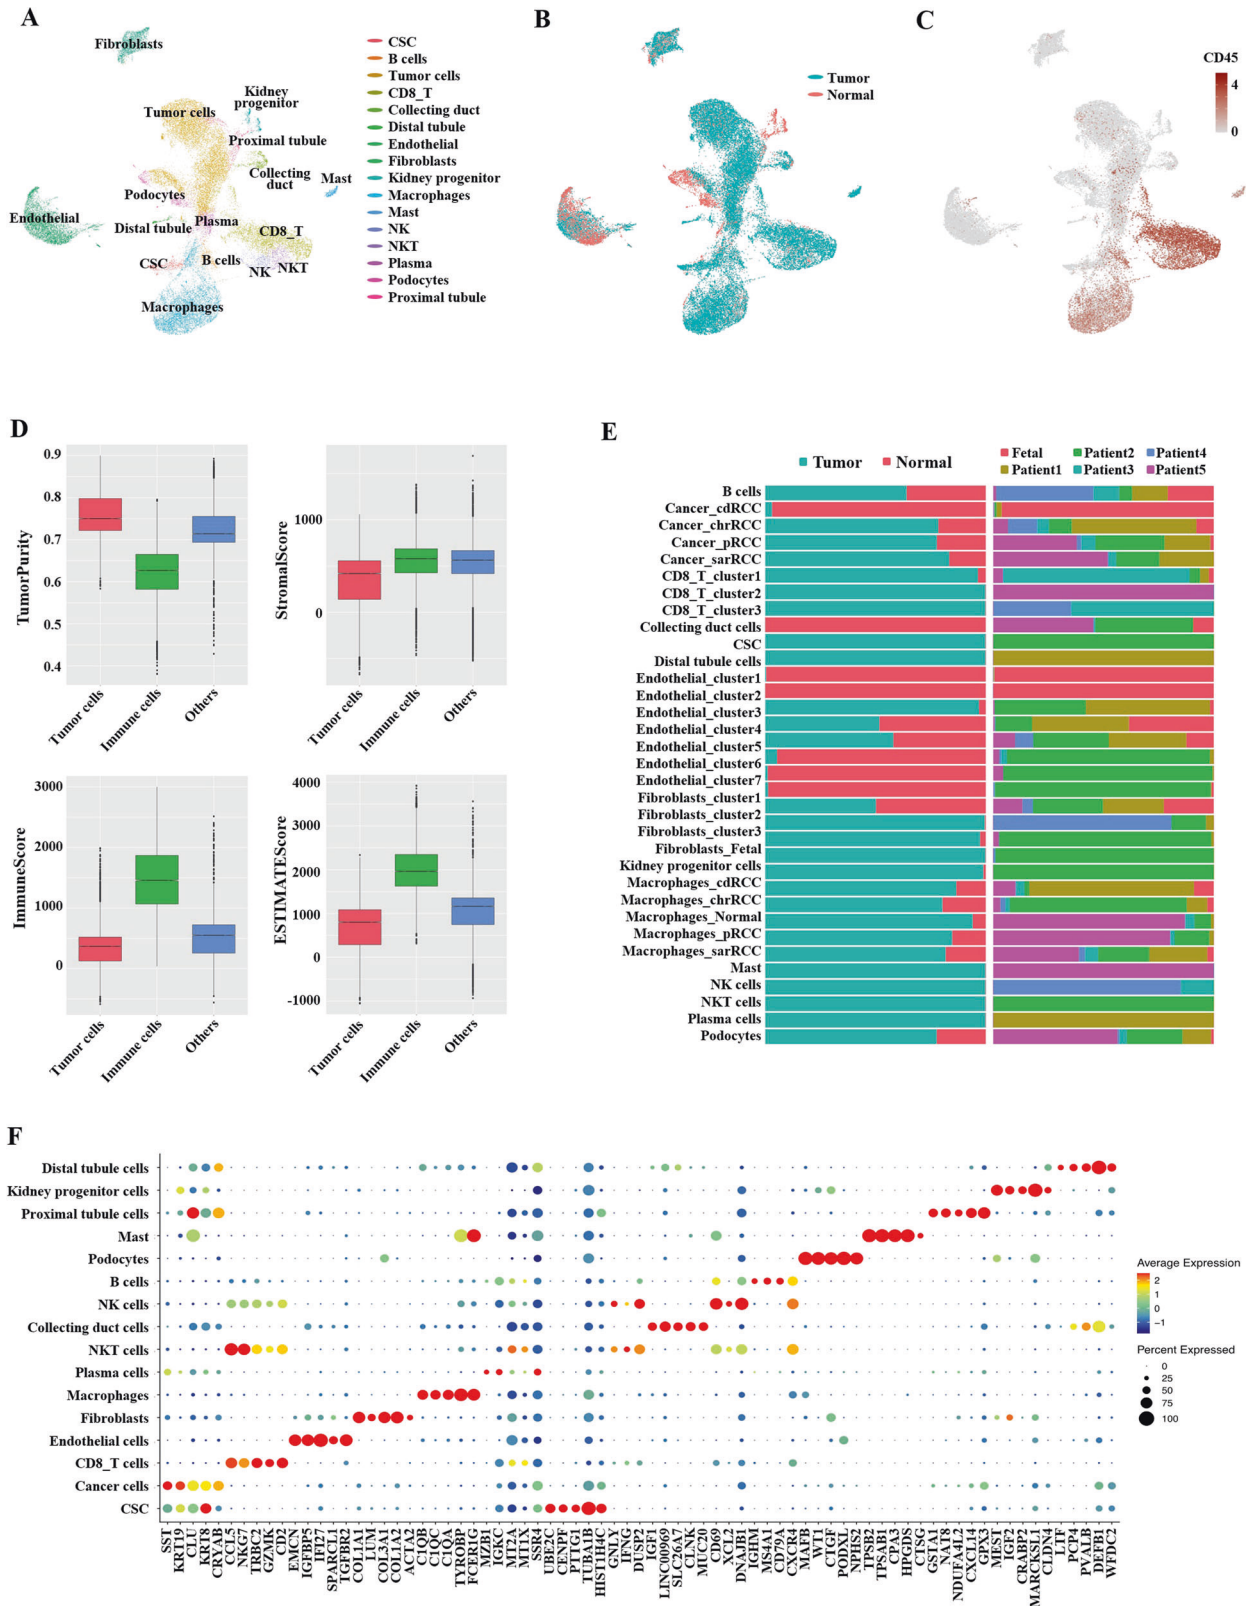 A
Fibroblasts
Tumor cells
Kidney
progenitor
Proximal tubule
Collecting
duct
Mast
Podocytes
Endothelial
Distal tubule
Plasma
CD8_T
CSC
B cells
NK
NKT
Macrophages
CSC
B cells
Tumor cells
CD8_T
Collecting duct
Distal tubule
Endothelial
Fibroblasts
Kidney progenitor
Macrophages
Mast
NK
NKT
Plasma
Podocytes
Proximal tubule
B
Tumor
Normal
C
CD45
4
0
D
TumorPurity
0.9
0.8
0.7
0.6
0.5
0.4
Tumor cells
Immune cells
Others
StromalScore
1000
0
Tumor cells
Immune cells
Others
ImmuneScore
3000
2000
1000
0
Tumor cells
Immune cells
Others
ESTIMATEScore
4000
3000
2000
1000
0
-1000
Tumor cells
Immune cells
Others
E
Tumor
Normal
Fetal
Patient2
Patient4
Patient1
Patient3
Patient5
B cells
Cancer_cdRCC
Cancer_chrRCC
Cancer_pRCC
Cancer_sarRCC
CD8_T_cluster1
CD8_T_cluster2
CD8_T_cluster3
Collecting duct cells
CSC
Distal tubule cells
Endothelial_cluster1
Endothelial_cluster2
Endothelial_cluster3
Endothelial_cluster4
Endothelial_cluster5
Endothelial_cluster6
Endothelial_cluster7
Fibroblasts_cluster1
Fibroblasts_cluster2
Fibroblasts_cluster3
Fibroblasts_Fetal
Kidney progenitor cells
Macrophages_cdRCC
Macrophages_chrRCC
Macrophages_Normal
Macrophages_pRCC
Macrophages_sarRCC
Mast
NK cells
NKT cells
Plasma cells
Podocytes
F
Distal tubule cells
Kidney progenitor cells
Proximal tubule cells
Mast
Podocytes
B cells
NK cells
Collecting duct cells
NKT cells
Plasma cells
Macrophages
Fibroblasts
Endothelial cells
CD8_T cells
Cancer cells
CSC
SST
KRT19
CLU
KRT8
CRYAB
CCL5
NKG7
TRBC2
GZMK
CD2
EMCN
IGFBP5
IFI27
SPARCL1
TGFBR2
COL1A1
LUM
COL3A1
COL1A2
ACTA2
C1QB
C1QC
C1QA
TYROBP
FCER1G
MZB1
IGKC
MT2A
MT1X
SSR4
UBE2C
CENPF
PTTG1
TUBA1B
HIST1H4C
GNLY
IFNG
DUSP2
IGF1
LINC00969
SLC26A7
CLNK
MUC20
CD69
XCL2
DNAJB1
IGHM
MS4A1
CD79A
CXCR4
MAFB
WT1
CTGF
PODXL
NPHS2
TPSB2
TPSAB1
CPA3
HPGDS
CTSG
GSTA1
NAT8
NDUFA4L2
CXCL14
GPX3
MEST
IGF2
CRABP2
MARCKSL1
CLDN4
LTF
PCP4
PVALB
DEFB1
WFDC2
Average Expression
2
1
0
−1
Percent Expressed
0
25
50
75
100